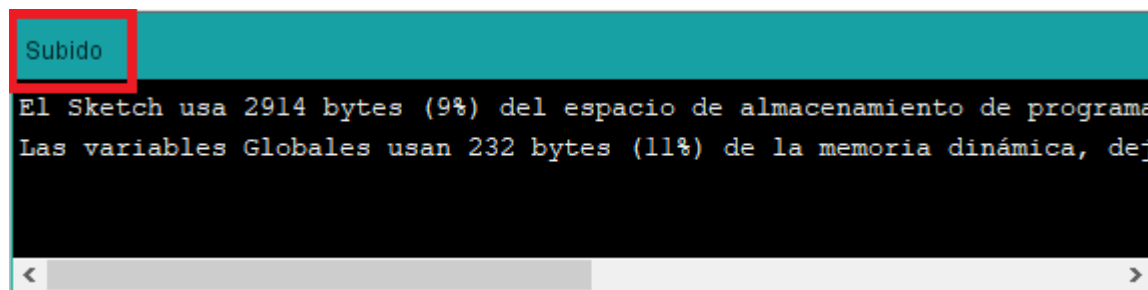 Subido
El Sketch usa 2914 bytes (9%) del espacio de almacenamiento de programa
Las variables Globales usan 232 bytes (11%) de la memoria dinámica, dej